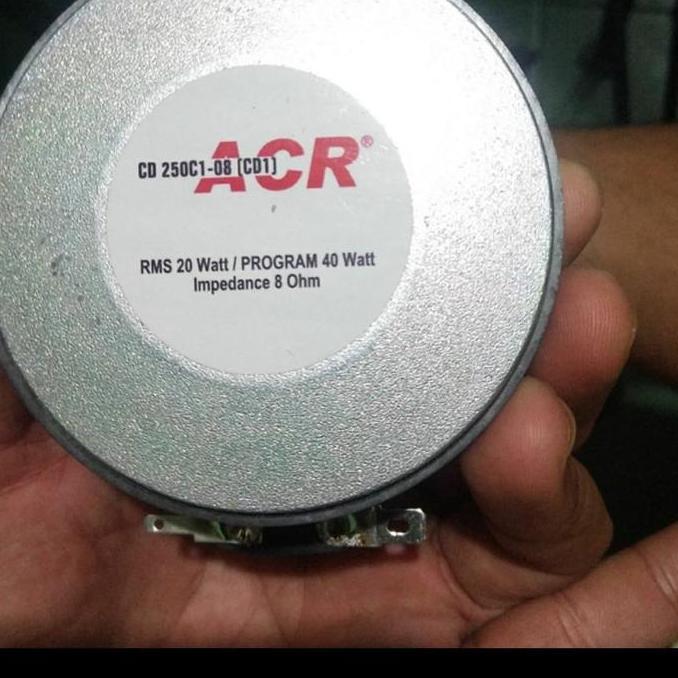 ACR®
CD 250C1-08 (CD1)
RMS 20 Watt / PROGRAM 40 Watt
Impedance 8 Ohm